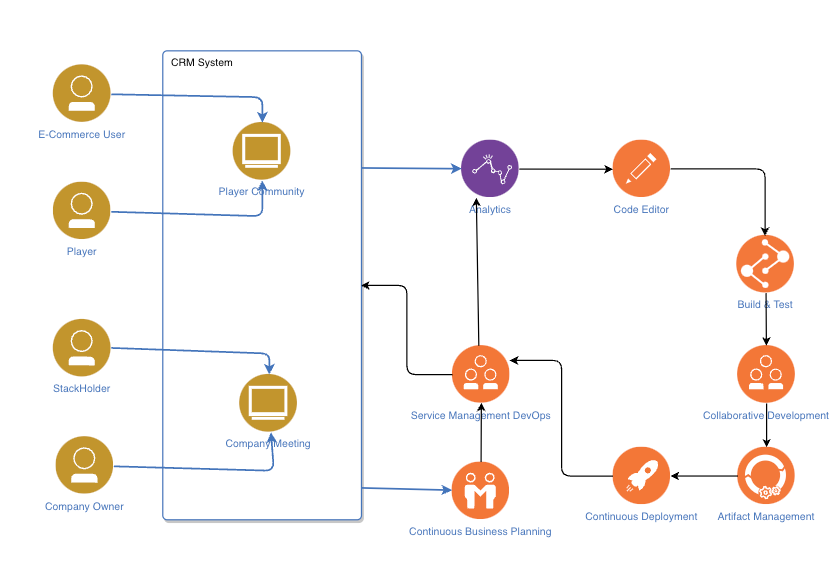 CRM System
E-Commerce User
Player Community
Player
Analytics
Code Editor
Build & Test
StackHolder
Company Meeting
Service Management DevOps
Collaborative Development
Company Owner
Continuous Business Planning
Continuous Deployment
Artifact Management